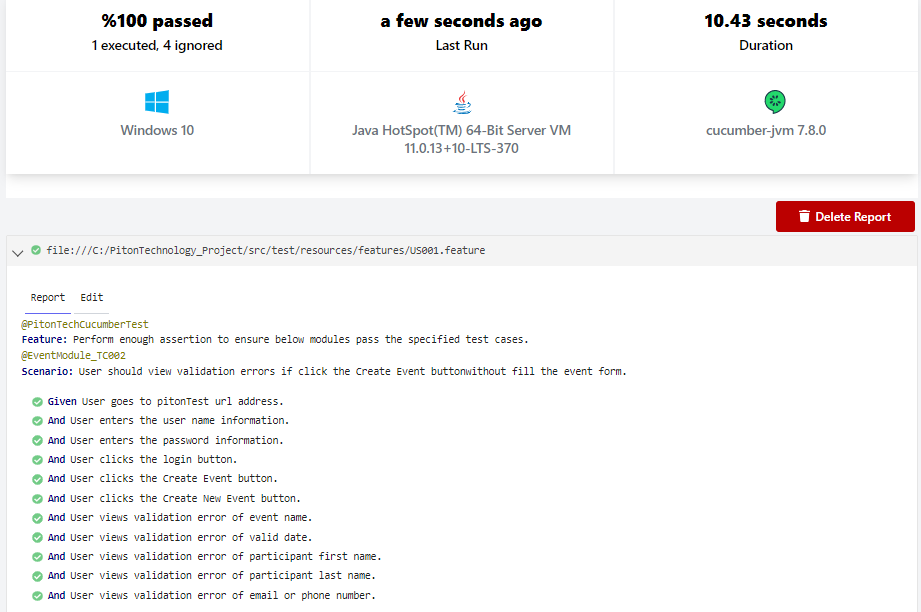 %100 passed
1 executed, 4 ignored
a few seconds ago
Last Run
10.43 seconds
Duration
Windows 10
Java HotSpot(TM) 64-Bit Server VM
11.0.13+10-LTS-370
cucumber-jvm 7.8.0
Delete Report
file:///C:/PitonTechnology_Project/src/test/resources/features/US001.feature
Report Edit
@PitonTechCucumberTest
Feature: Perform enough assertion to ensure below modules pass the specified test cases.
@EventModule_TC002
Scenario: User should view validation errors if click the Create Event buttonwithout fill the event form.
Given User goes to pitonTest url address.
And User enters the user name information.
And User enters the password information.
And User clicks the login button.
And User clicks the Create Event button.
And User clicks the Create New Event button.
And User views validation error of event name.
And User views validation error of valid date.
And User views validation error of participant first name.
And User views validation error of participant last name.
And User views validation error of email or phone number.